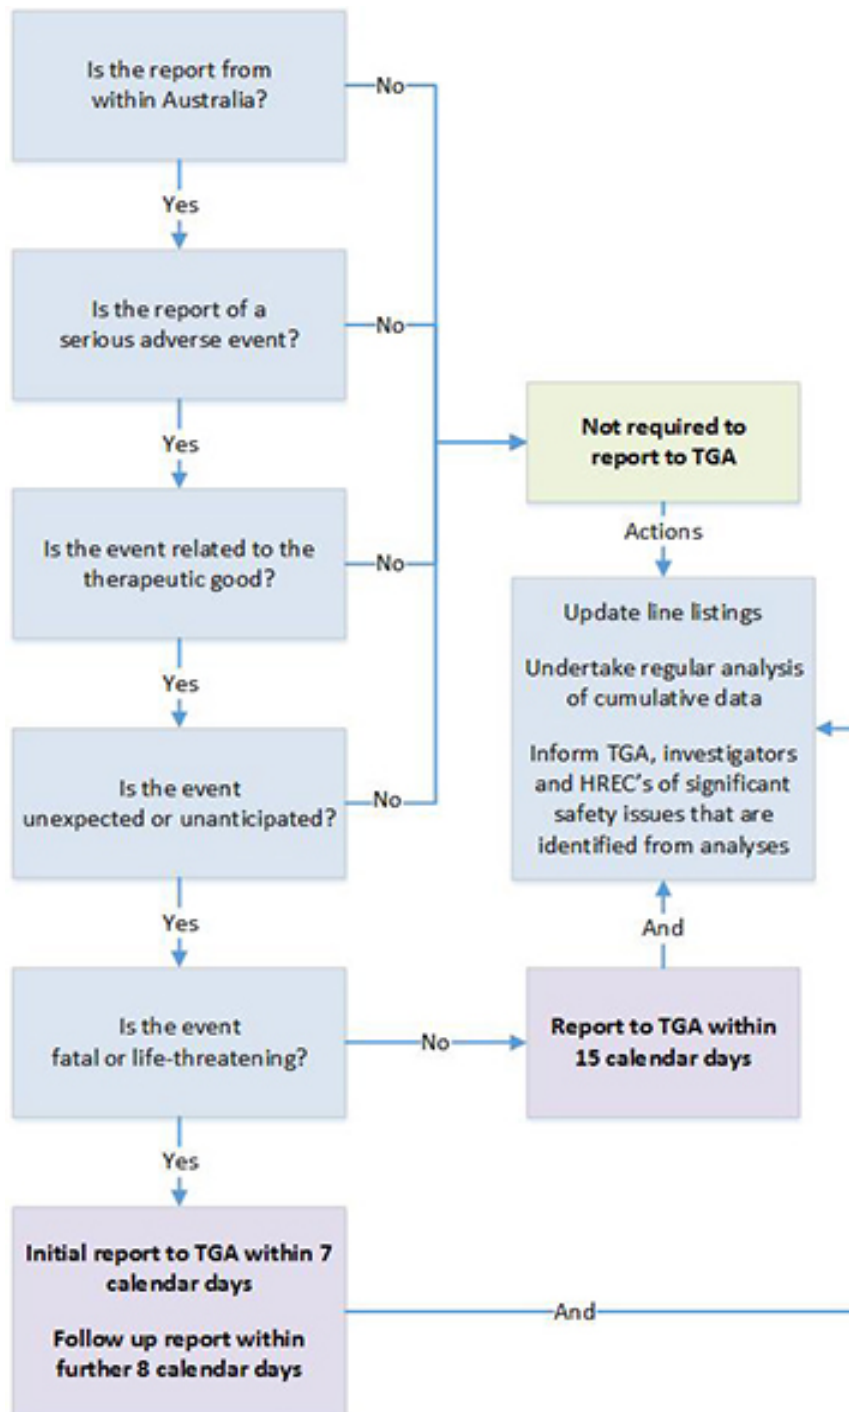 Is the report from
within Australia?
No
Yes
Is the report of a
serious adverse event?
No
Yes
Is the event related to the
therapeutic good?
No
Yes
Is the event
unexpected or unanticipated?
No
Yes
Is the event
fatal or life-threatening?
No
Yes
Initial report to TGA within 7
calendar days
Follow up report within
further 8 calendar days
And
Not required to
report to TGA
Actions
Update line listings
Undertake regular analysis
of cumulative data
Inform TGA, investigators
and HREC's of significant
safety issues that are
identified from analyses
And
Report to TGA within
15 calendar days